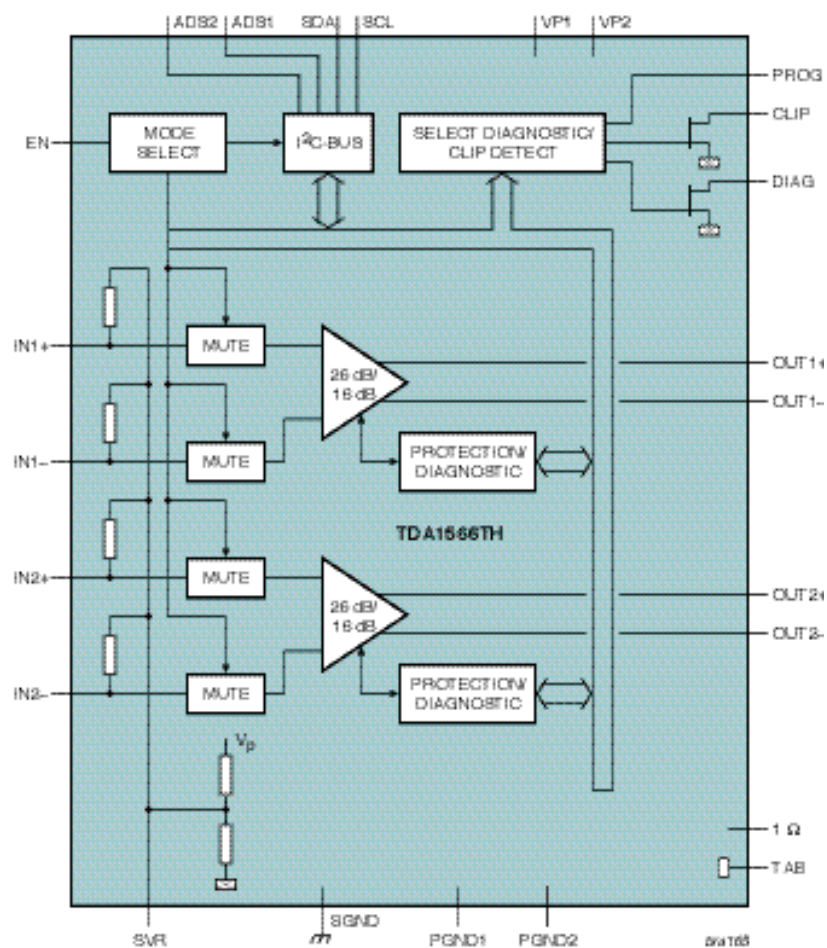 ADS2 ADS1 SDA SCL VP1 VP2
PROG
CLIP
DIAG
EN
MODE
SELECT
I²C-BUS
SELECT DIAGNOSTIC/
CLIP DETECT
IN1+
MUTE
26 dB/
16 dB
OUT1+
OUT1–
IN1–
MUTE
PROTECTION/
DIAGNOSTIC
TDA1566TH
IN2+
MUTE
26 dB/
16 dB
OUT2+
OUT2–
IN2–
MUTE
PROTECTION/
DIAGNOSTIC
Vp
1 Ω
TAB
SVR
SGND
PGND1
PGND2